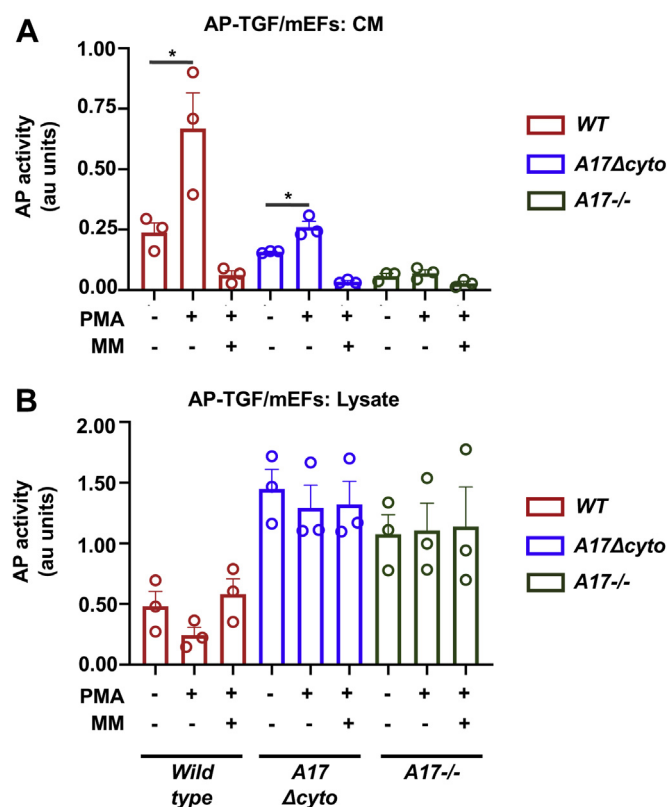 A
AP-TGF/mEFs: CM
AP activity
(au units)
1.00
0.75
0.50
0.25
0.00
*
*
WT
A17Δcyto
A17-/-
PMA - + + - + + - + +
MM - - + - - + - - +
B
AP-TGF/mEFs: Lysate
AP activity
(au units)
2.00
1.50
1.00
0.50
0.00
WT
A17Δcyto
A17-/-
PMA - + + - + + - + +
MM - - + - - + - - +
Wild
type
A17
Δcyto
A17-/-